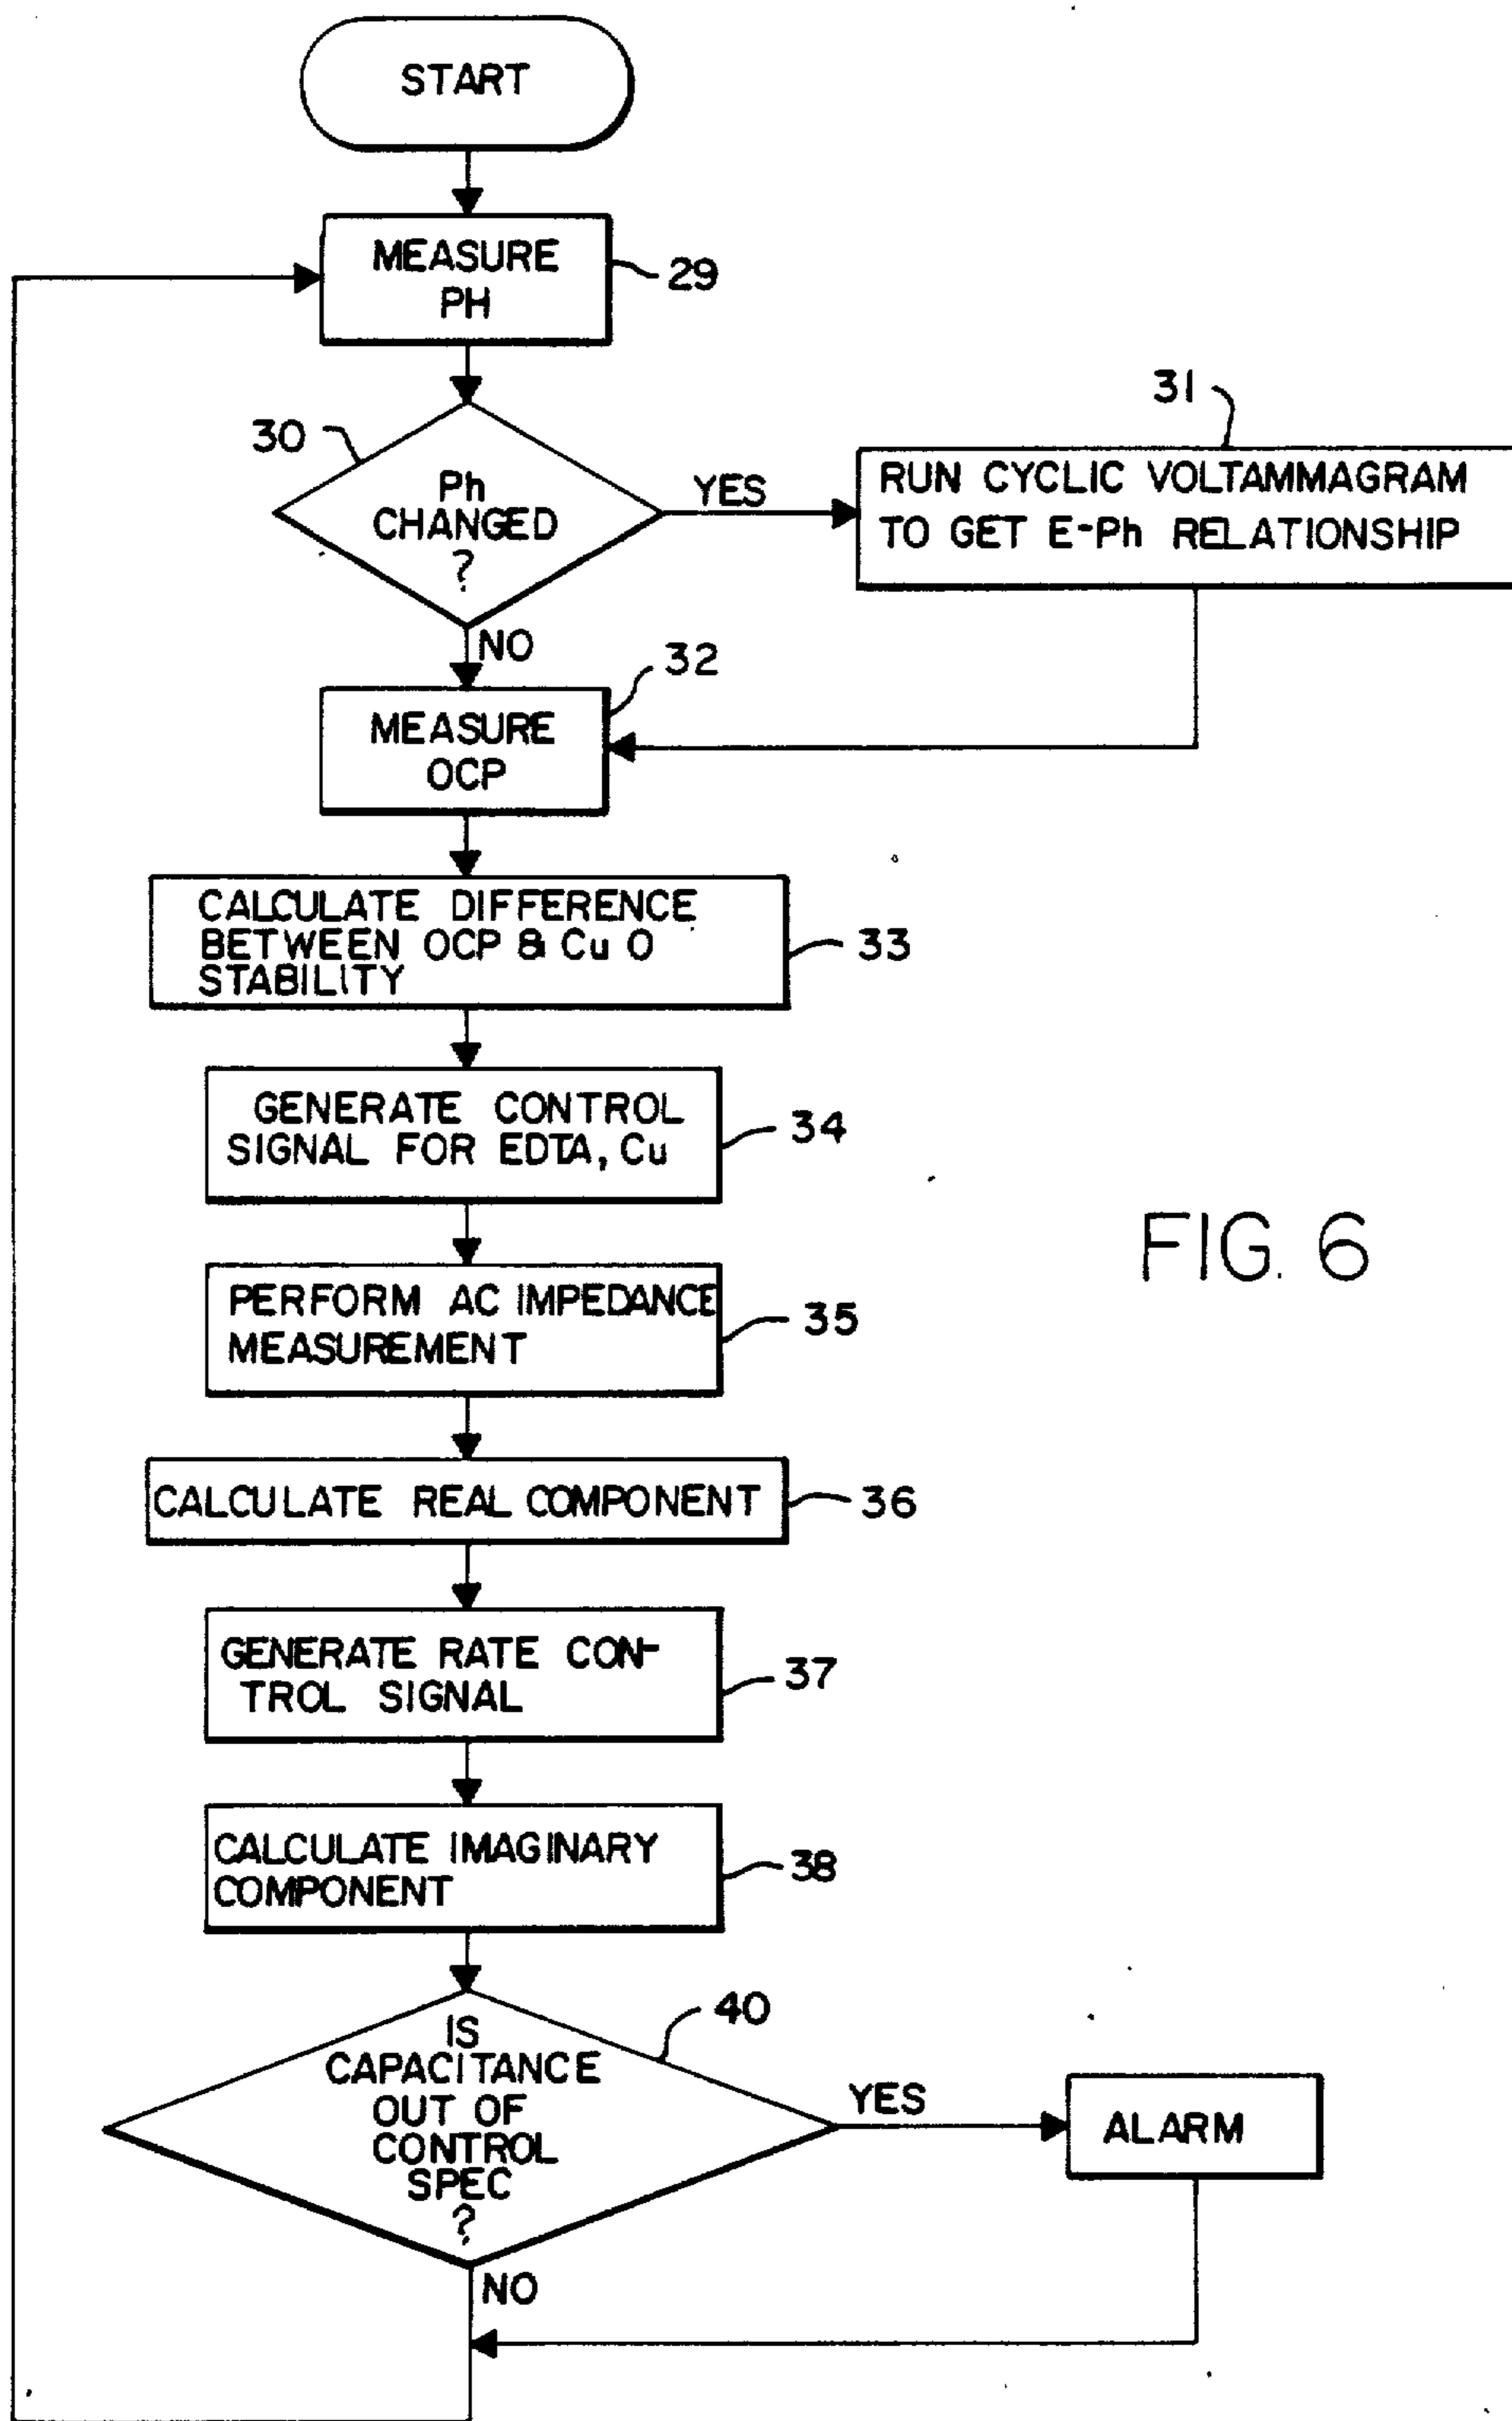 START
MEASURE
PH
29
30
Ph
CHANGED
?
YES
31
RUN CYCLIC VOLTAMMAGRAM
TO GET E-Ph RELATIONSHIP
NO
32
MEASURE
OCP
CALCULATE DIFFERENCE
BETWEEN OCP & Cu O
STABILITY
33
GENERATE CONTROL
SIGNAL FOR EDTA, Cu
34
PERFORM AC IMPEDANCE
MEASUREMENT
35
FIG. 6
CALCULATE REAL COMPONENT
36
GENERATE RATE CON-
TROL SIGNAL
37
CALCULATE IMAGINARY
COMPONENT
38
IS
CAPACITANCE
OUT OF
CONTROL
SPEC
?
40
YES
ALARM
NO